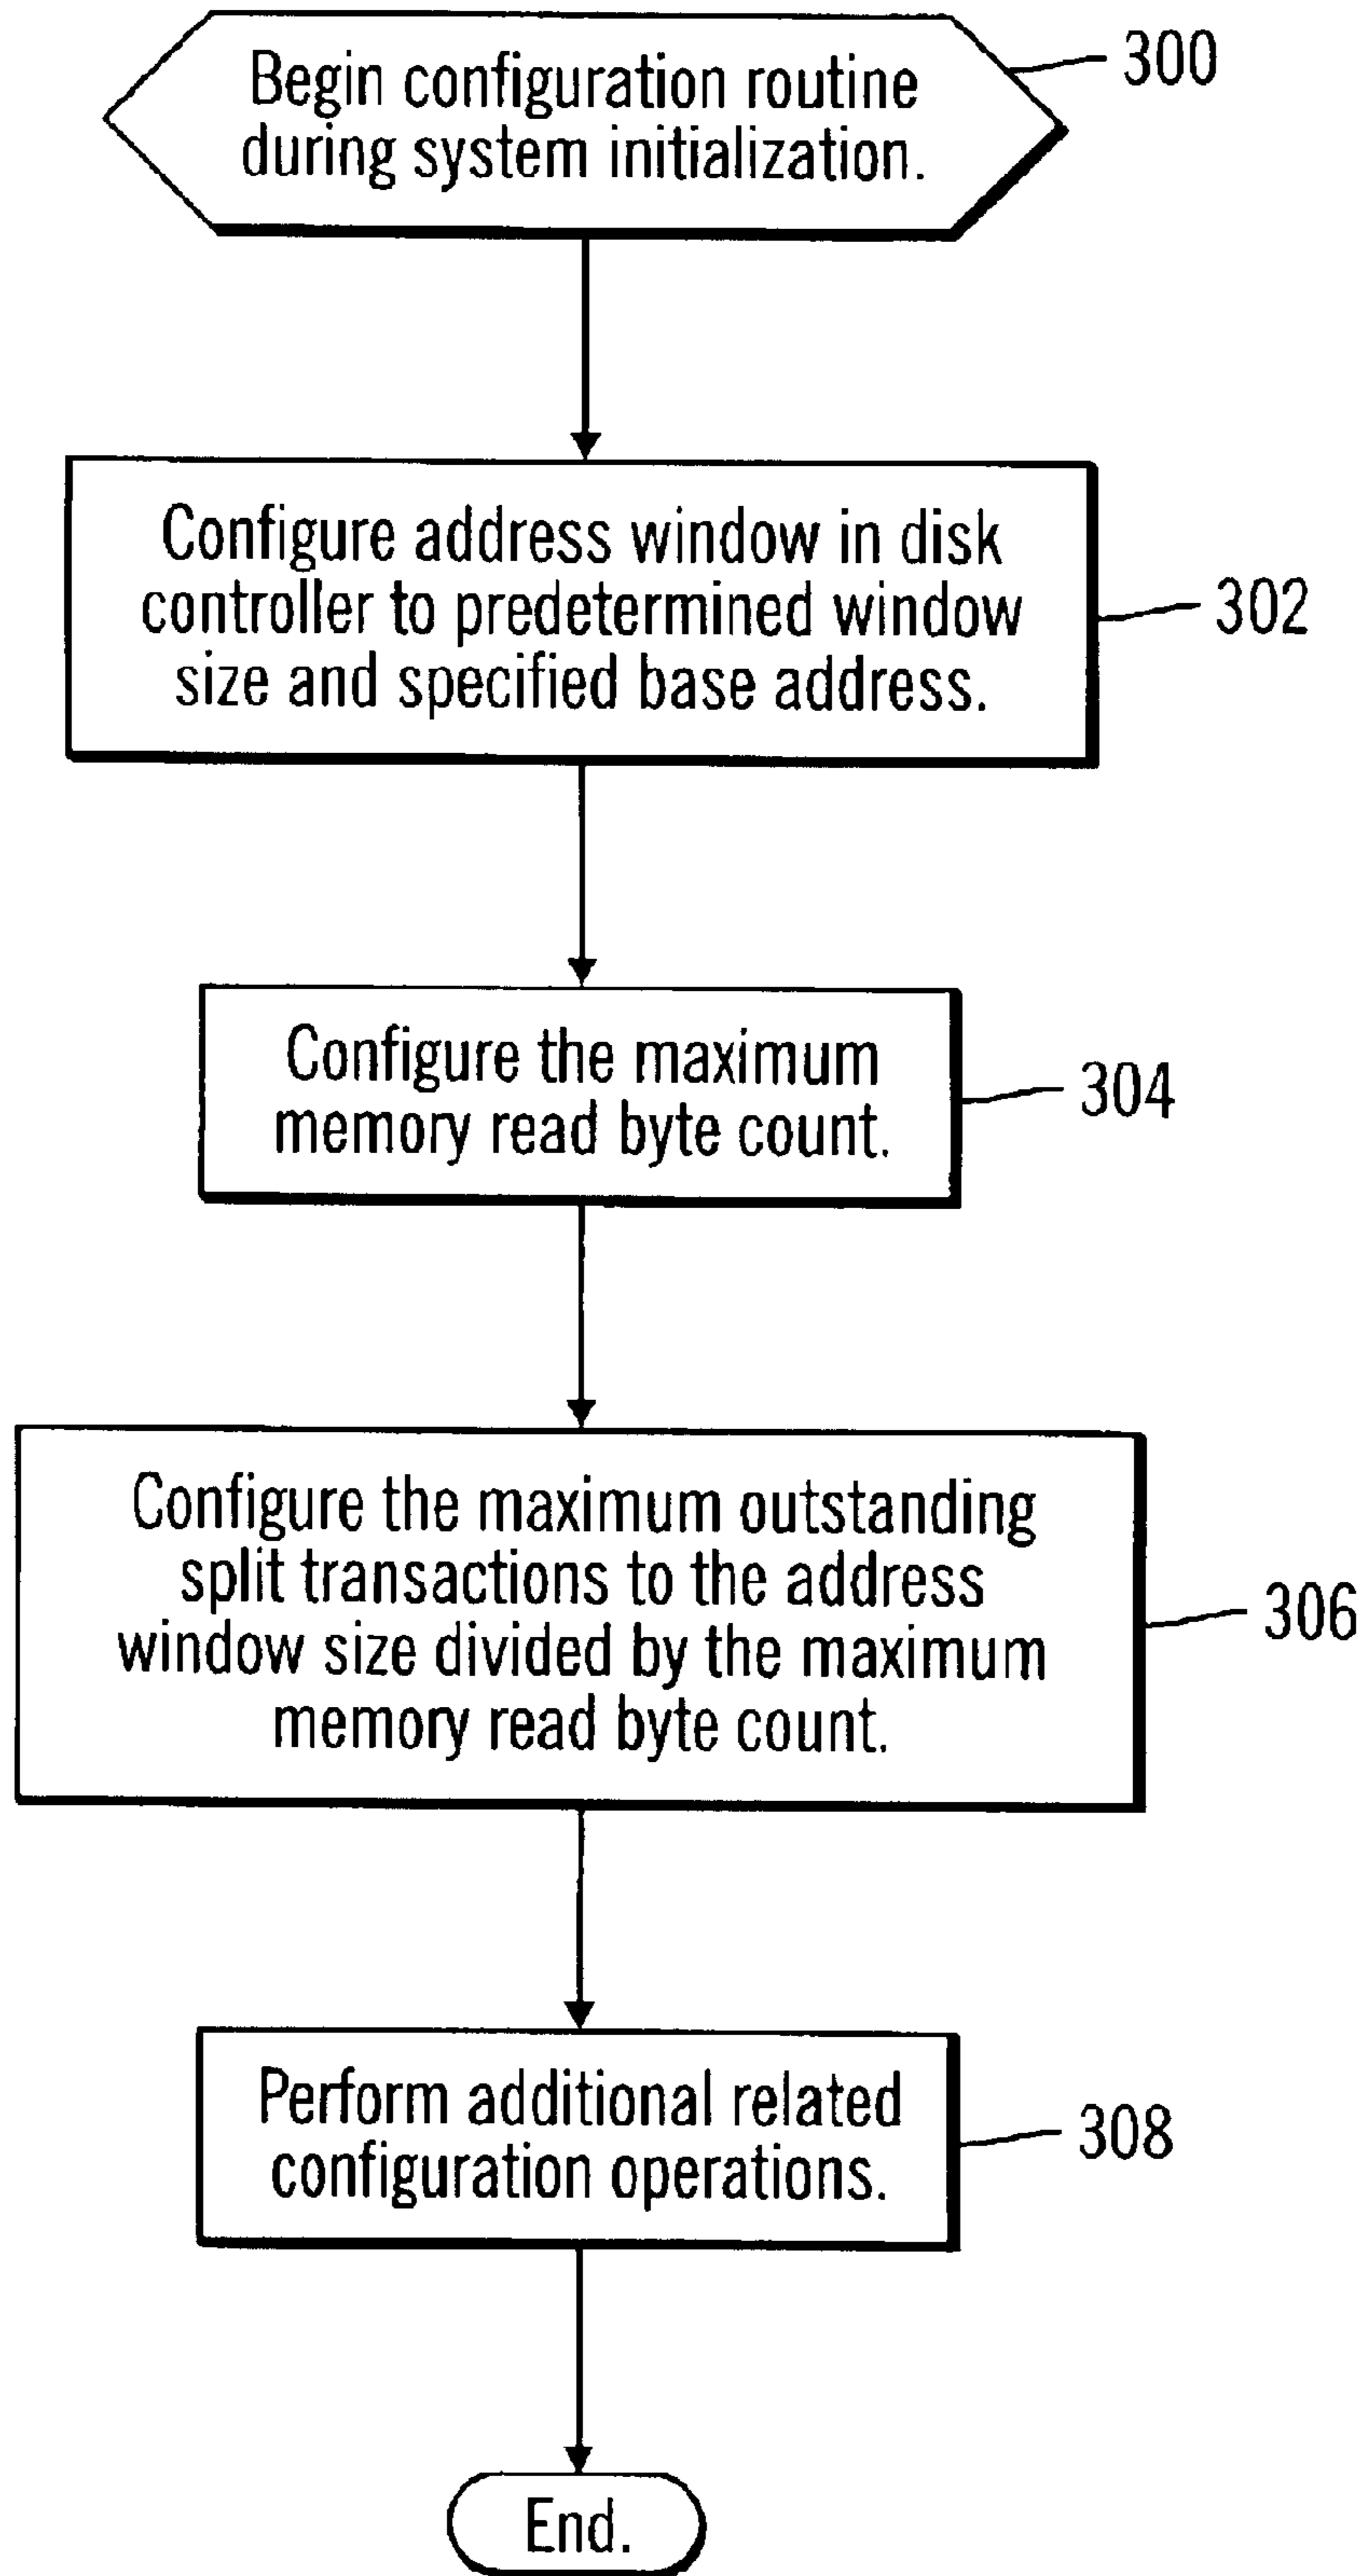 Begin configuration routine
during system initialization.
300
Configure address window in disk
controller to predetermined window
size and specified base address.
302
Configure the maximum
memory read byte count.
304
Configure the maximum outstanding
split transactions to the address
window size divided by the maximum
memory read byte count.
306
Perform additional related
configuration operations.
308
End.